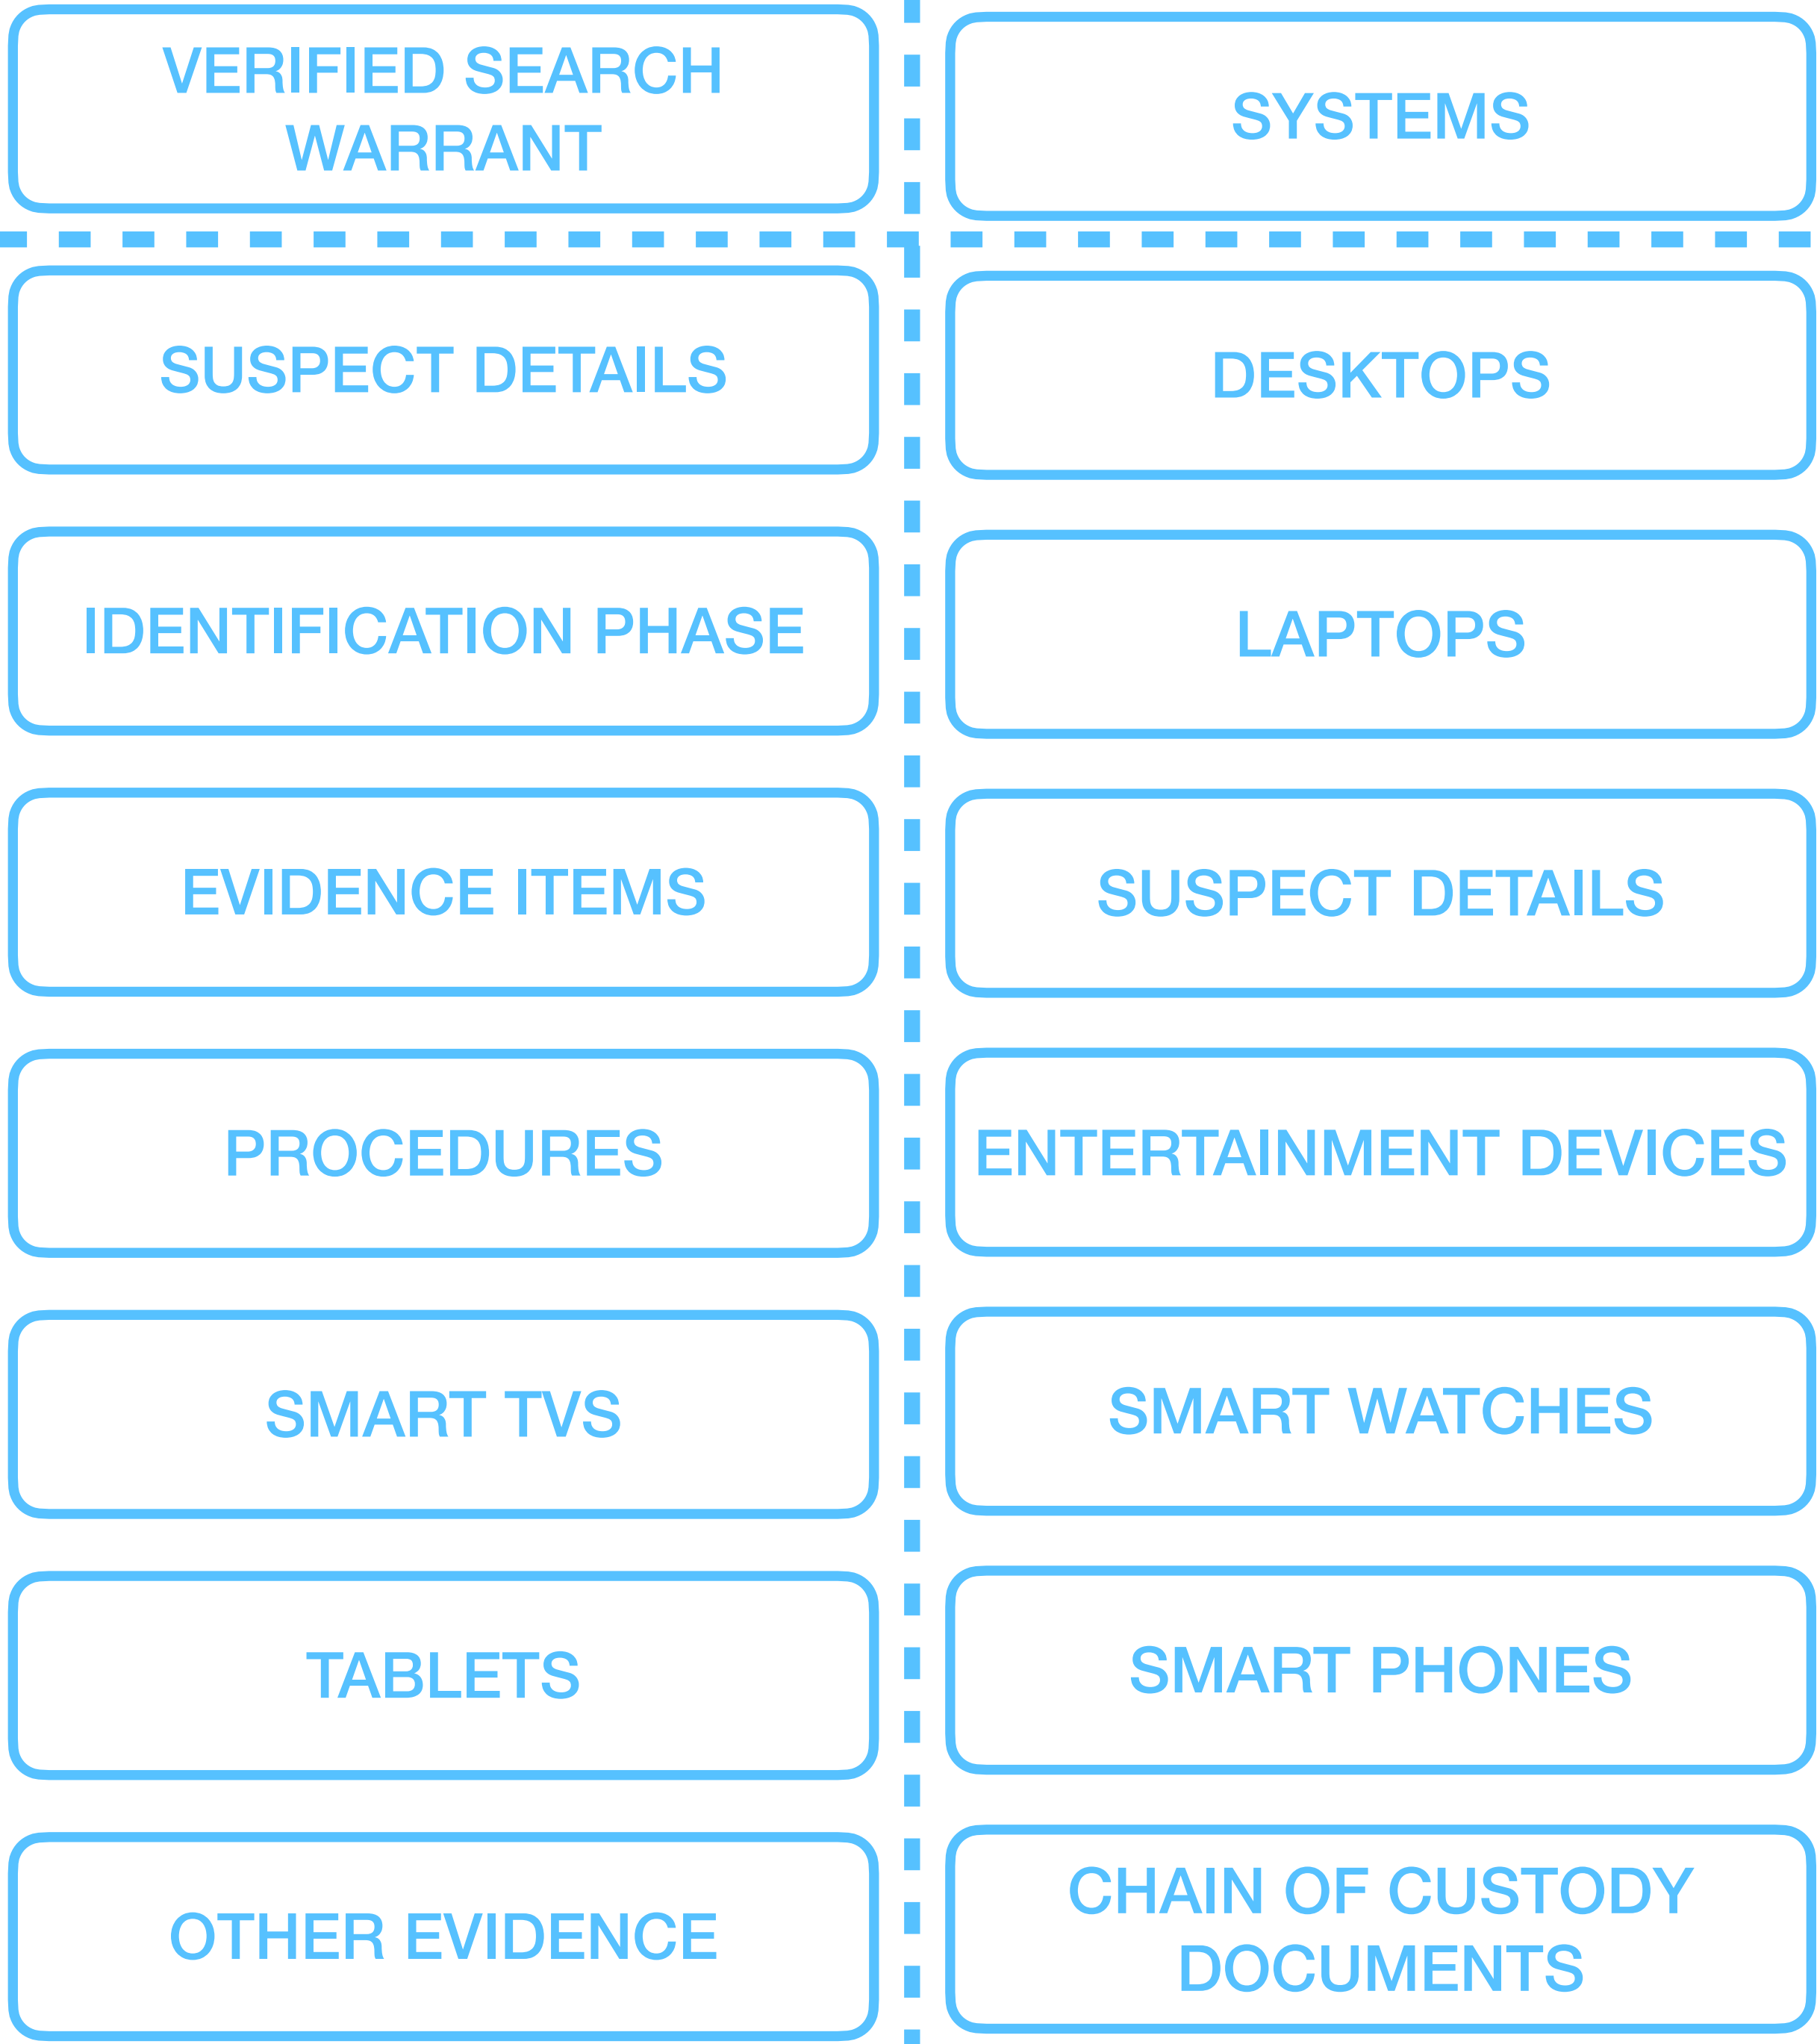 VERIFIED SEARCH
WARRANT
SYSTEMS
SUSPECT DETAILS
DESKTOPS
IDENTIFICATION PHASE
LAPTOPS
EVIDENCE ITEMS
SUSPECT DETAILS
PROCEDURES
ENTERTAINMENT DEVICES
SMART TVS
SMART WATCHES
TABLETS
SMART PHONES
OTHER EVIDENCE
CHAIN OF CUSTODY
DOCUMENTS